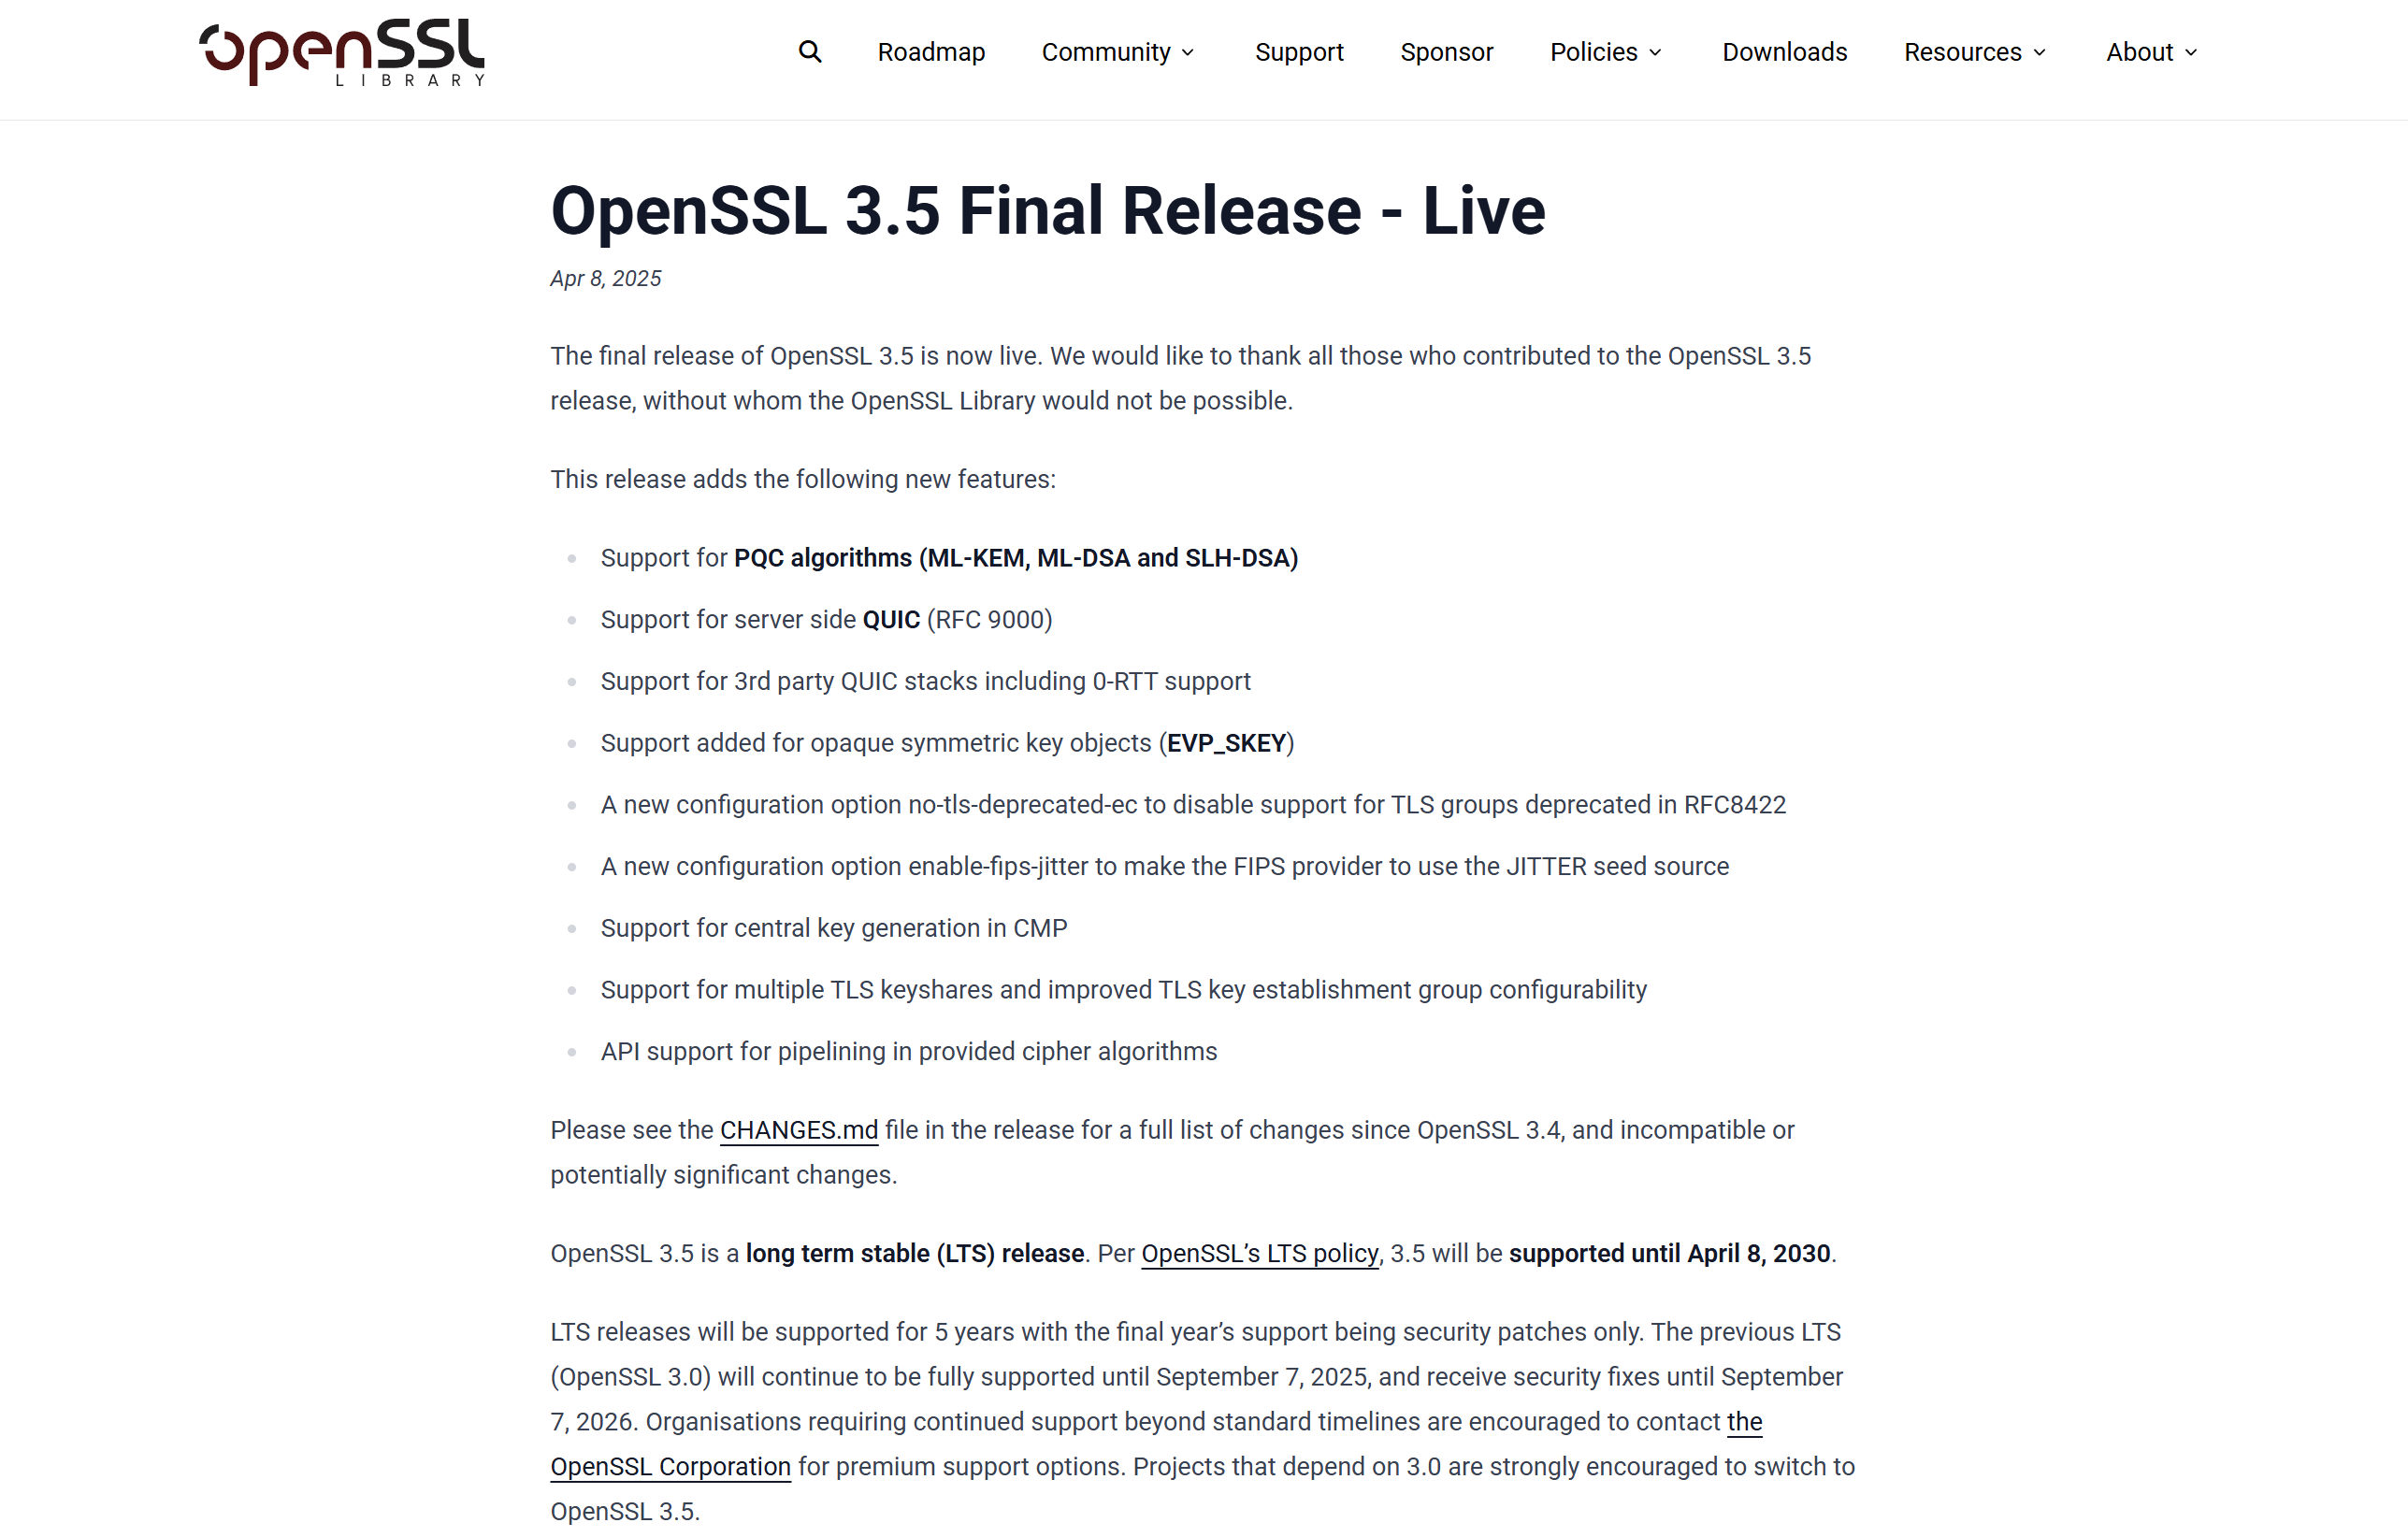 openSSL
LIBRARY
Roadmap Community Support Sponsor Policies Downloads Resources About
OpenSSL 3.5 Final Release - Live
Apr 8, 2025
The final release of OpenSSL 3.5 is now live. We would like to thank all those who contributed to the OpenSSL 3.5
release, without whom the OpenSSL Library would not be possible.
This release adds the following new features:
Support for PQC algorithms (ML-KEM, ML-DSA and SLH-DSA)
Support for server side QUIC (RFC 9000)
Support for 3rd party QUIC stacks including 0-RTT support
Support added for opaque symmetric key objects (EVP_SKEY)
A new configuration option no-tls-deprecated-ec to disable support for TLS groups deprecated in RFC8422
A new configuration option enable-fips-jitter to make the FIPS provider to use the JITTER seed source
Support for central key generation in CMP
Support for multiple TLS keyshares and improved TLS key establishment group configurability
API support for pipelining in provided cipher algorithms
Please see the CHANGES.md file in the release for a full list of changes since OpenSSL 3.4, and incompatible or
potentially significant changes.
OpenSSL 3.5 is a long term stable (LTS) release. Per OpenSSL’s LTS policy, 3.5 will be supported until April 8, 2030.
LTS releases will be supported for 5 years with the final year’s support being security patches only. The previous LTS
(OpenSSL 3.0) will continue to be fully supported until September 7, 2025, and receive security fixes until September
7, 2026. Organisations requiring continued support beyond standard timelines are encouraged to contact the
OpenSSL Corporation for premium support options. Projects that depend on 3.0 are strongly encouraged to switch to
OpenSSL 3.5.